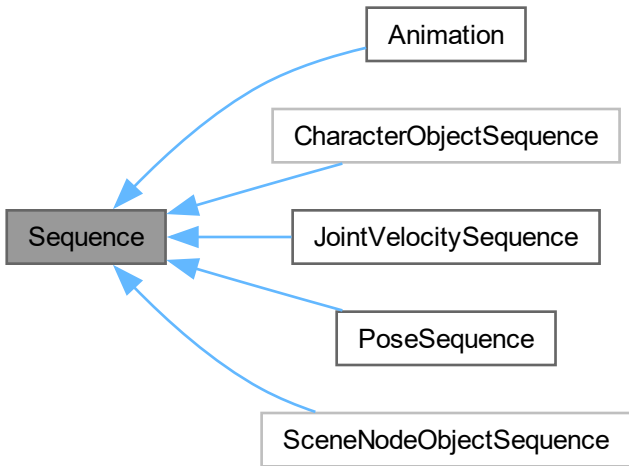 Animation
CharacterObjectSequence
Sequence
JointVelocitySequence
PoseSequence
SceneNodeObjectSequence